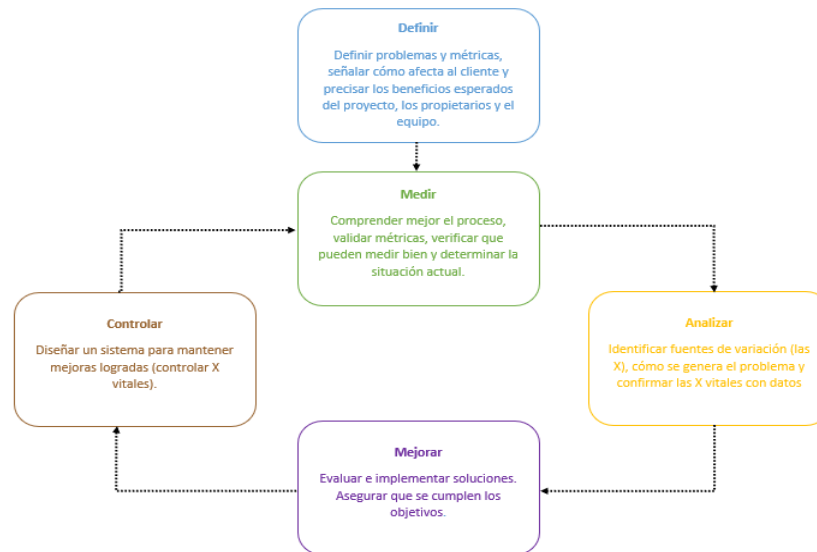 Definir
Definir problemas y métricas,
señalar cómo afecta al cliente y
precisar los beneficios esperados
del proyecto, los propietarios y el
equipo.
Medir
Comprender mejor el proceso,
validar métricas, verificar que
pueden medir bien y determinar la
situación actual.
Controlar
Diseñar un sistema para mantener
mejoras logradas (controlar X
vitales).
Analizar
Identificar fuentes de variación (las
X), cómo se genera el problema y
confirmar las X vitales con datos
Mejorar
Evaluar e implementar soluciones.
Asegurar que se cumplen los
objetivos.